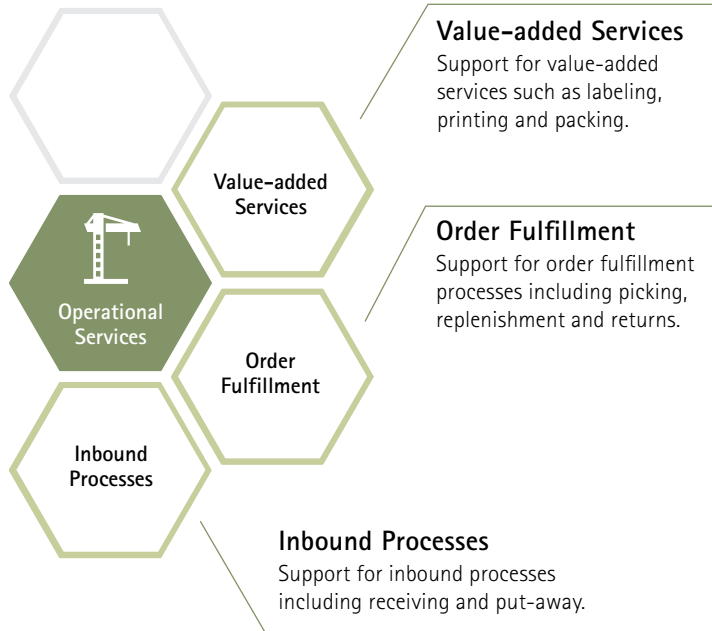 Value-added Services
Support for value-added
services such as labeling,
printing and packing.
Value-added
Services
Order Fulfillment
Support for order fulfillment
processes including picking,
replenishment and returns.
Operational
Services
Order
Fulfillment
Inbound
Processes
Inbound Processes
Support for inbound processes
including receiving and put-away.